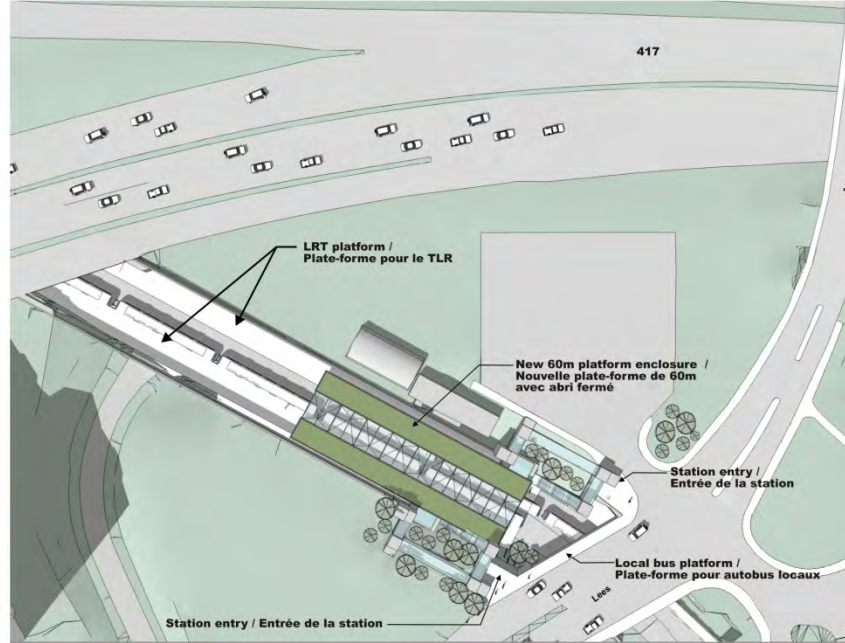 417
LRT platform /
Plate-forme pour le TLR
New 60m platform enclosure /
Nouvelle plate-forme de 60m
avec abri fermé
Station entry /
Entrée de la station
Local bus platform /
Plate-forme pour autobus locaux
Lees
Station entry / Entrée de la station